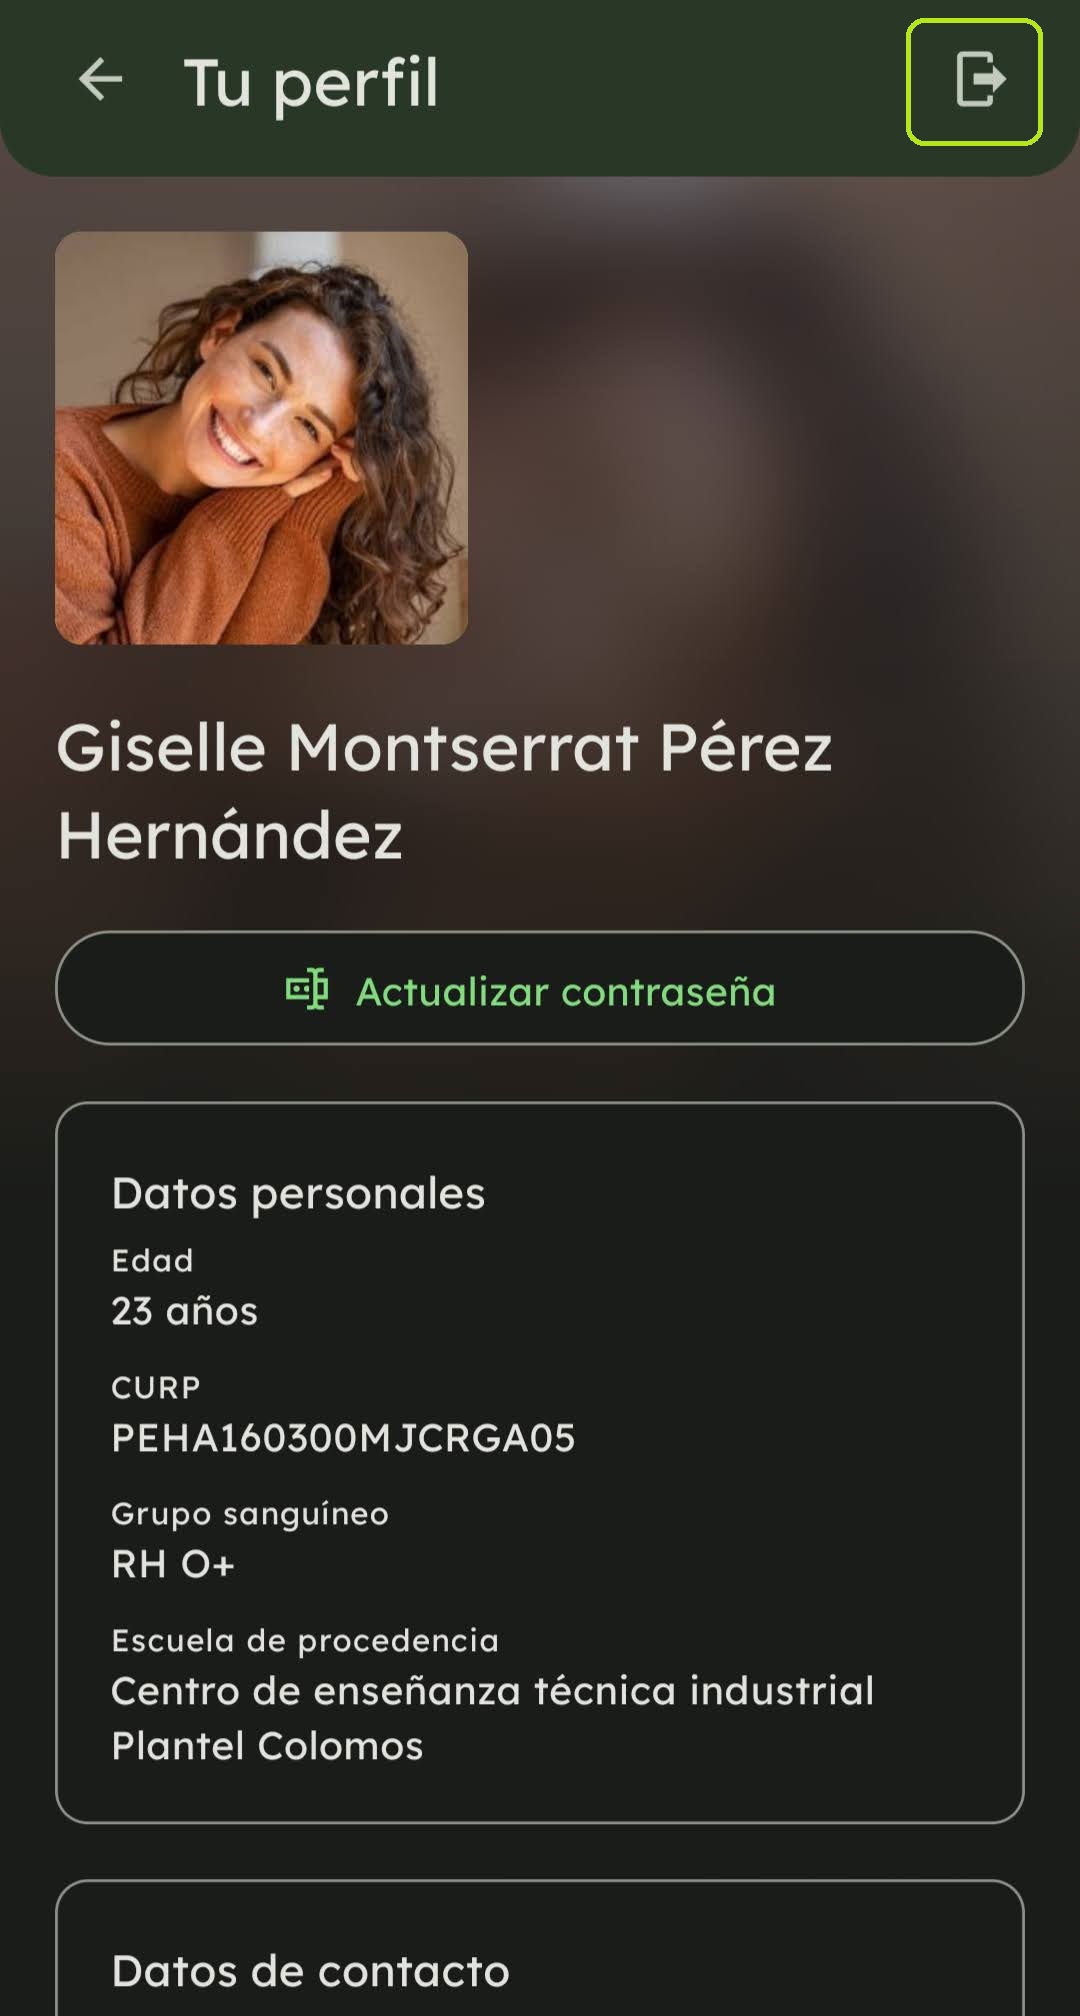 Tu perfil
Giselle Montserrat Pérez
Hernández
Actualizar contraseña
Datos personales
Edad
23 años
CURP
PEHA160300MJCRGA05
Grupo sanguíneo
RH O+
Escuela de procedencia
Centro de enseñanza técnica industrial
Plantel Colomos
Datos de contacto